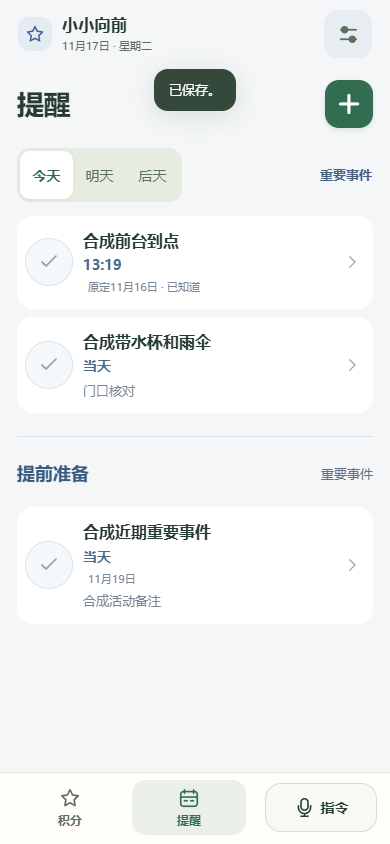 小小向前
11月17日 · 星期二
已保存。
提醒
今天
明天
后天
重要事件
合成前台到点
13:19
原定11月16日 · 已知道
合成带水杯和雨伞
当天
门口核对
提前准备
重要事件
合成近期重要事件
当天
11月19日
合成活动备注
积分
提醒
指令